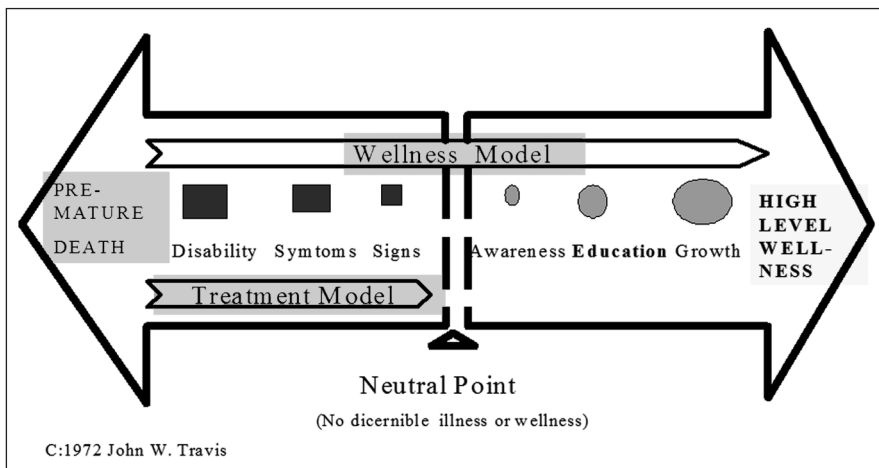 Wellness Model
PRE-
MATURE
DEATH
Disability
Symtoms
Signs
Awareness
Education
Growth
HIGH
LEVEL
WELL-
NESS
Treatment Model
Neutral Point
(No dicernible illness or wellness)
C:1972 John W. Travis